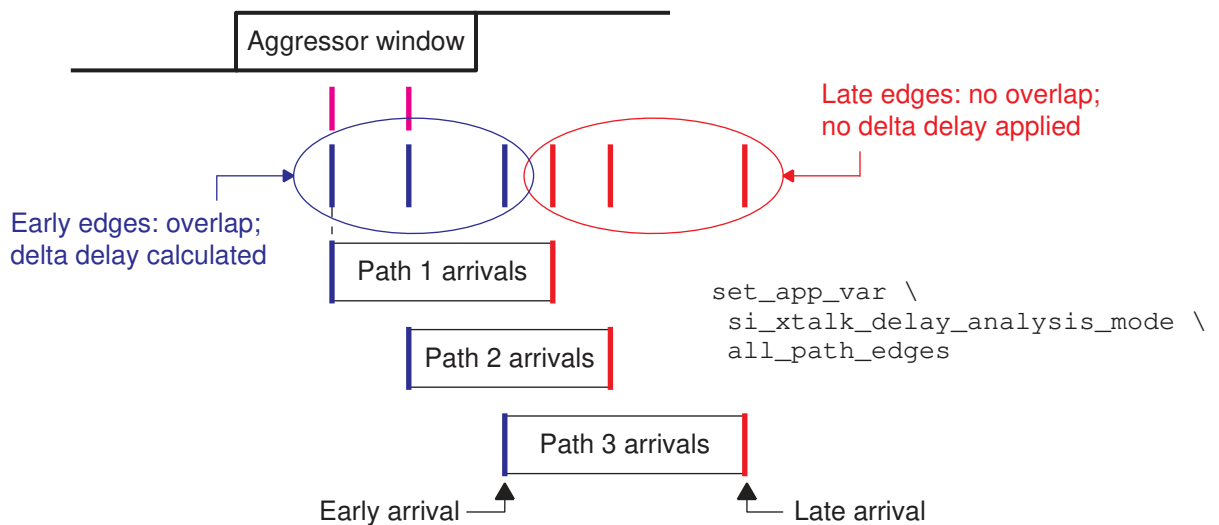 Aggressor window
Late edges: no overlap;
no delta delay applied
Early edges: overlap;
delta delay calculated
Path 1 arrivals
set_app_var \
si_xtalk_delay_analysis_mode \
all_path_edges
Path 2 arrivals
Path 3 arrivals
Early arrival
Late arrival